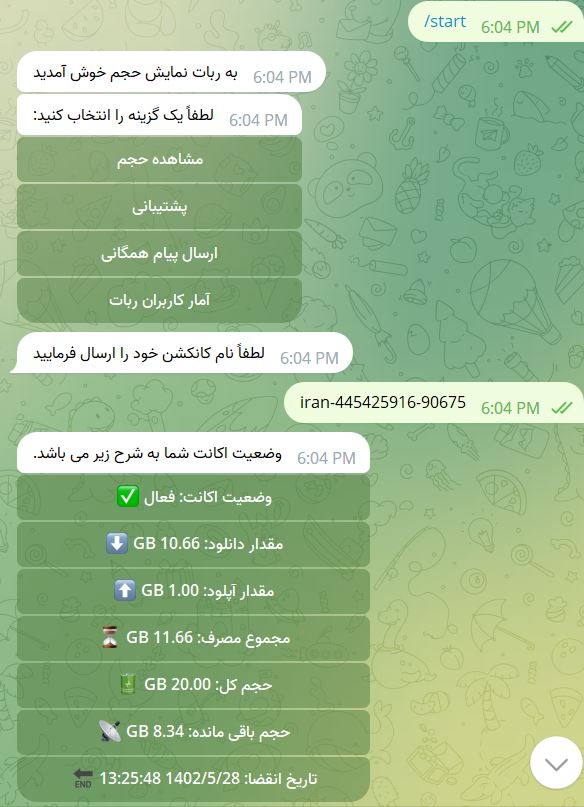 /start 6:04 PM
به ربات نمایش حجم خوش آمدید 6:04 PM
لطفاً یک گزینه را انتخاب کنید: 6:04 PM
مشاهده حجم
پشتیبانی
ارسال پیام همگانی
آمار کاربران ربات
لطفاً نام کانکشن خود را ارسال فرمایید 6:04 PM
iran-445425916-90675 6:04 PM
وضعیت اکانت شما به شرح زیر می باشد. 6:04 PM
وضعیت اکانت: فعال ✅
مقدار دانلود: 10.66 GB ⬇️
مقدار آپلود: 1.00 GB ⬆️
مجموع مصرف: 11.66 GB ⏳
حجم کل: 20.00 GB 🔋
حجم باقی مانده: 8.34 GB 📡
تاریخ انقضا: 1402/5/28 13:25:48 🔚